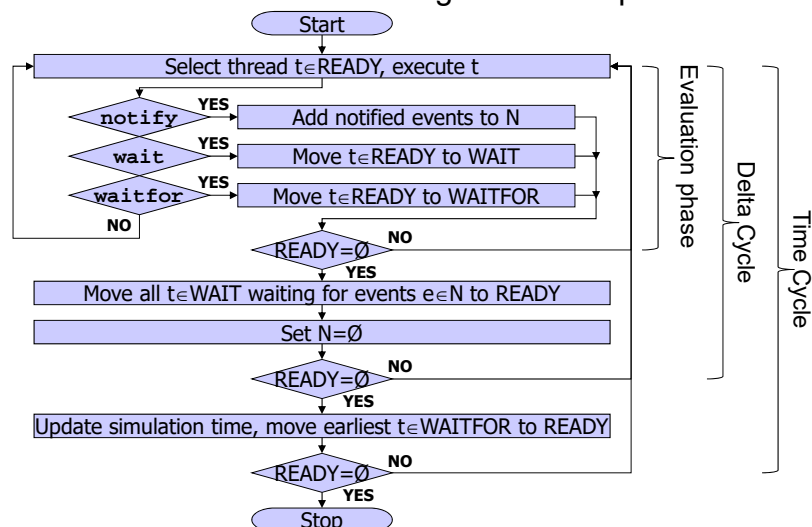 Start
Select thread t∈READY, execute t
notify
YES
Add notified events to N
wait
YES
Move t∈READY to WAIT
waitfor
YES
Move t∈READY to WAITFOR
NO
READY=Ø
NO
YES
Move all t∈WAIT waiting for events e∈N to READY
Set N=Ø
READY=Ø
NO
YES
Update simulation time, move earliest t∈WAITFOR to READY
READY=Ø
NO
YES
Stop
Evaluation phase
Delta Cycle
Time Cycle